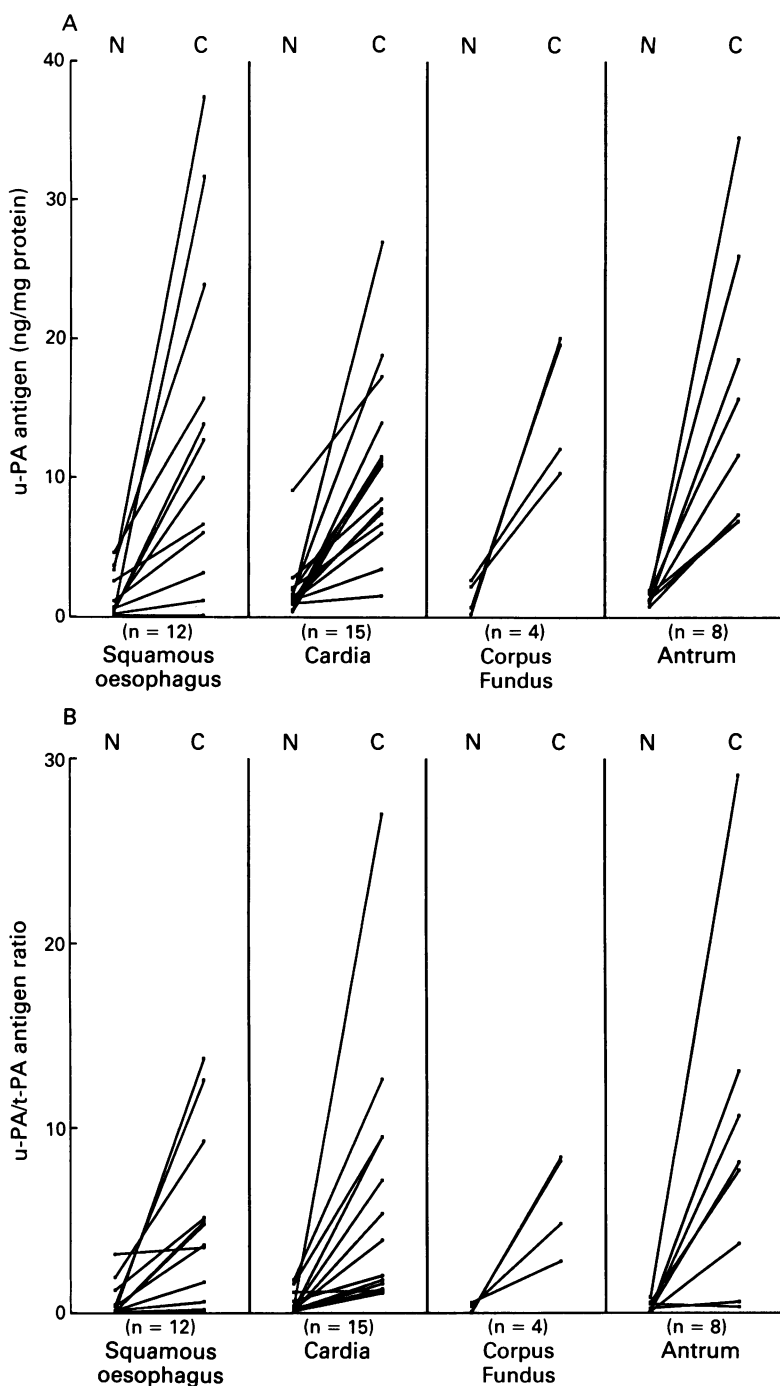 A
N C N C N C N C
40
30
20
10
0
u-PA antigen (ng/mg protein)
(n = 12) (n = 15) (n = 4) (n = 8)
Squamous Cardia Corpus Antrum
oesophagus Fundus
B
N C N C N C N C
30
20
10
0
u-PA/t-PA antigen ratio
(n = 12) (n = 15) (n = 4) (n = 8)
Squamous Cardia Corpus Antrum
oesophagus Fundus